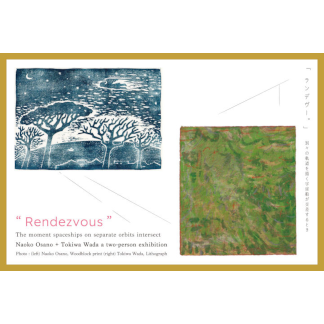 “ Rendezvous ”
The moment spaceships on separate orbits intersect
Naoko Osano + Tokiwa Wada a two-person exhibition
Photo : (left) Naoko Osano, Woodblock print (right) Tokiwa Wada, Lithograph
「ランデヴー。」